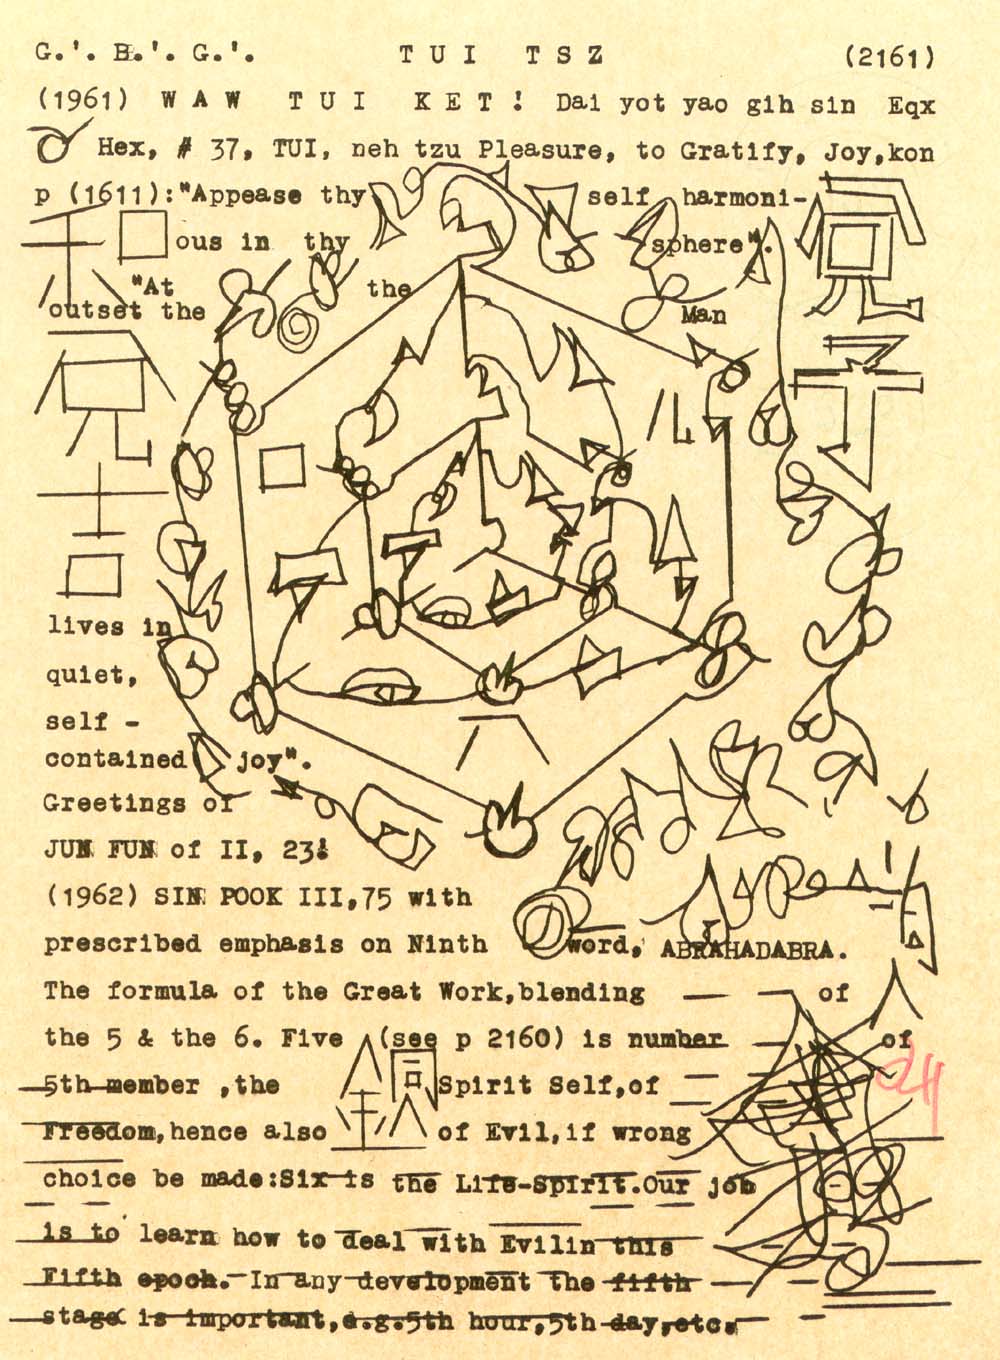 G.'. B.'. G.'. TUI TSZ (2161)
(1961) WAW TUI KET! Dai yot yao gih sin Eqx
Hex, # 37, TUI, neh tzu Pleasure, to Gratify, Joy,kon
p (1611):"Appease thy self harmoni-
ous in thy sphere".
"At the
outset the Man
lives in
quiet,
self -
contained joy".
Greetings of
JUN FUN of II, 23!
(1962) SIN POOK III,75 with
prescribed emphasis on Ninth word, ABRAHADABRA.
The formula of the Great Work,blending of
the 5 & the 6. Five (see p 2160) is number of
5th member ,the Spirit Self,of
Freedom,hence also of Evil,if wrong
choice be made:Six is the Life-Spirit.Our job
is to learn how to deal with Evilin this
Fifth epoch. In any development the fifth
stage is important,e.g.5th hour,5th day,etc.